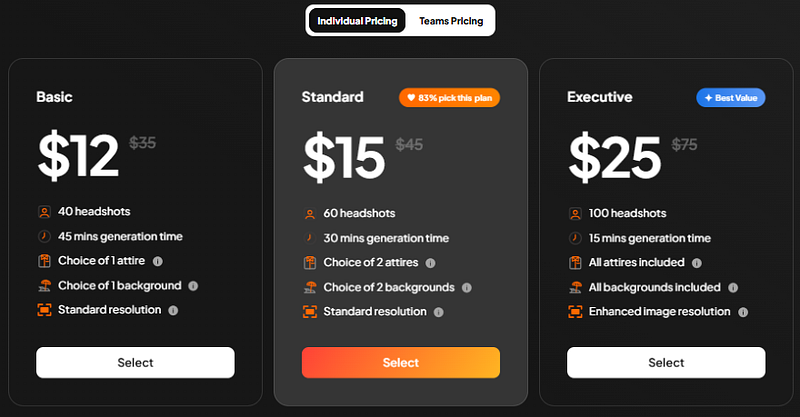 Individual Pricing Teams Pricing
Basic
$12 $35
40 headshots
45 mins generation time
Choice of 1 attire
Choice of 1 background
Standard resolution
Select
Standard 83% pick this plan
$15 $45
60 headshots
30 mins generation time
Choice of 2 attires
Choice of 2 backgrounds
Standard resolution
Select
Executive Best Value
$25 $75
100 headshots
15 mins generation time
All attires included
All backgrounds included
Enhanced image resolution
Select